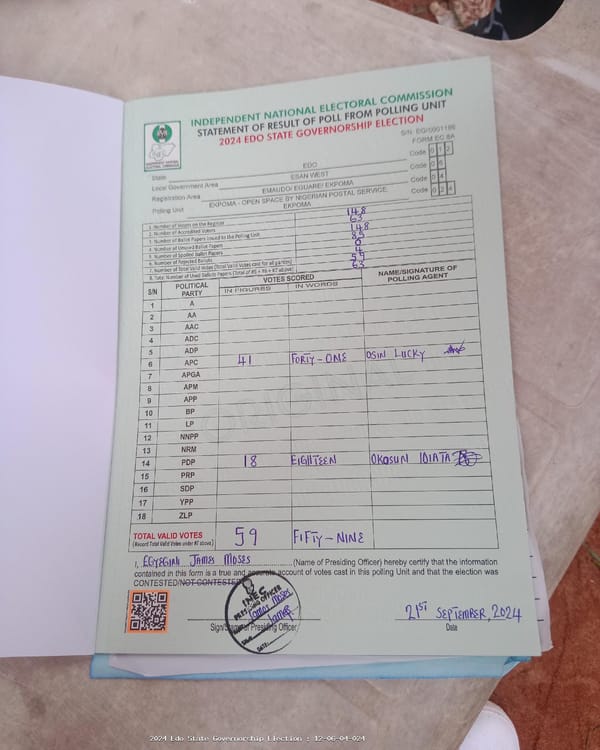 INDEPENDENT NATIONAL ELECTORAL COMMISSION
STATEMENT OF RESULT OF POLL FROM POLLING UNIT
2024 EDO STATE GOVERNORSHIP ELECTION
S/N: EG/0001186
FORM EC 8A
State EDO Code 0 1 2
Local Government Area ESAN WEST Code 0 6
Registration Area EMAUDO/ EGUARE/ EKPOMA Code 0 4
Polling Unit EKPOMA - OPEN SPACE BY NIGERIAN POSTAL SERVICE, EKPOMA Code 0 2 4
1. Number of Voters on the Register 148
2. Number of Accredited Voters 63
3. Number of Ballot Papers Issued to the Polling Unit 148
4. Number of Unused Ballot Papers 85
5. Number of Spoiled Ballot Papers 0
6. Number of Rejected Ballots 4
7. Number of Total Valid Votes (Total Valid Votes cast for all parties) 59
8. Total Number of Used Ballots Papers (Total of #5 + #6 + #7 above) 63
S/N POLITICAL PARTY VOTES SCORED NAME/SIGNATURE OF POLLING AGENT
IN FIGURES IN WORDS
1 A
2 AA
3 AAC
4 ADC
5 ADP
6 APC 41 FORTY-ONE OSIN LUCKY
7 APGA
8 APM
9 APP
10 BP
11 LP
12 NNPP
13 NRM
14 PDP 18 EIGHTEEN OKOSUN IDIATA
15 PRP
16 SDP
17 YPP
18 ZLP
TOTAL VALID VOTES 59 FIFTY-NINE
(Record Total Valid Votes under #7 above)
I, EGYEGIAN JAMES MOSES (Name of Presiding Officer) hereby certify that the information
contained in this form is a true and accurate account of votes cast in this polling Unit and that the election was
CONTESTED/NOT CONTESTED
INEC
James Moses
Sign/Stamp of Presiding Officer
21ST SEPTEMBER, 2024
Date
2024 Edo State Governorship Election : 12-06-04-024